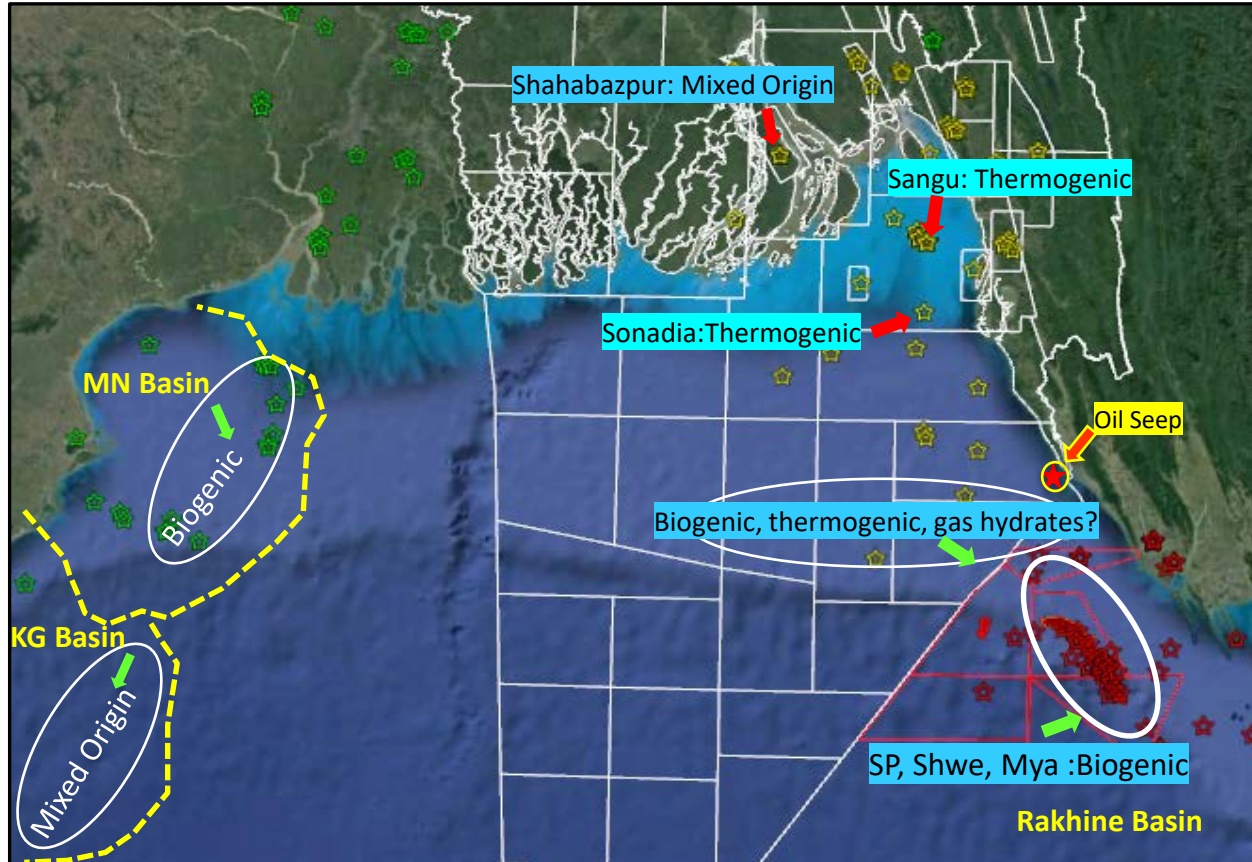 Shahabazpur: Mixed Origin
Sangu: Thermogenic
Sonadia:Thermogenic
MN Basin
Biogenic
Oil Seep
Biogenic, thermogenic, gas hydrates?
KG Basin
Mixed Origin
SP, Shwe, Mya :Biogenic
Rakhine Basin